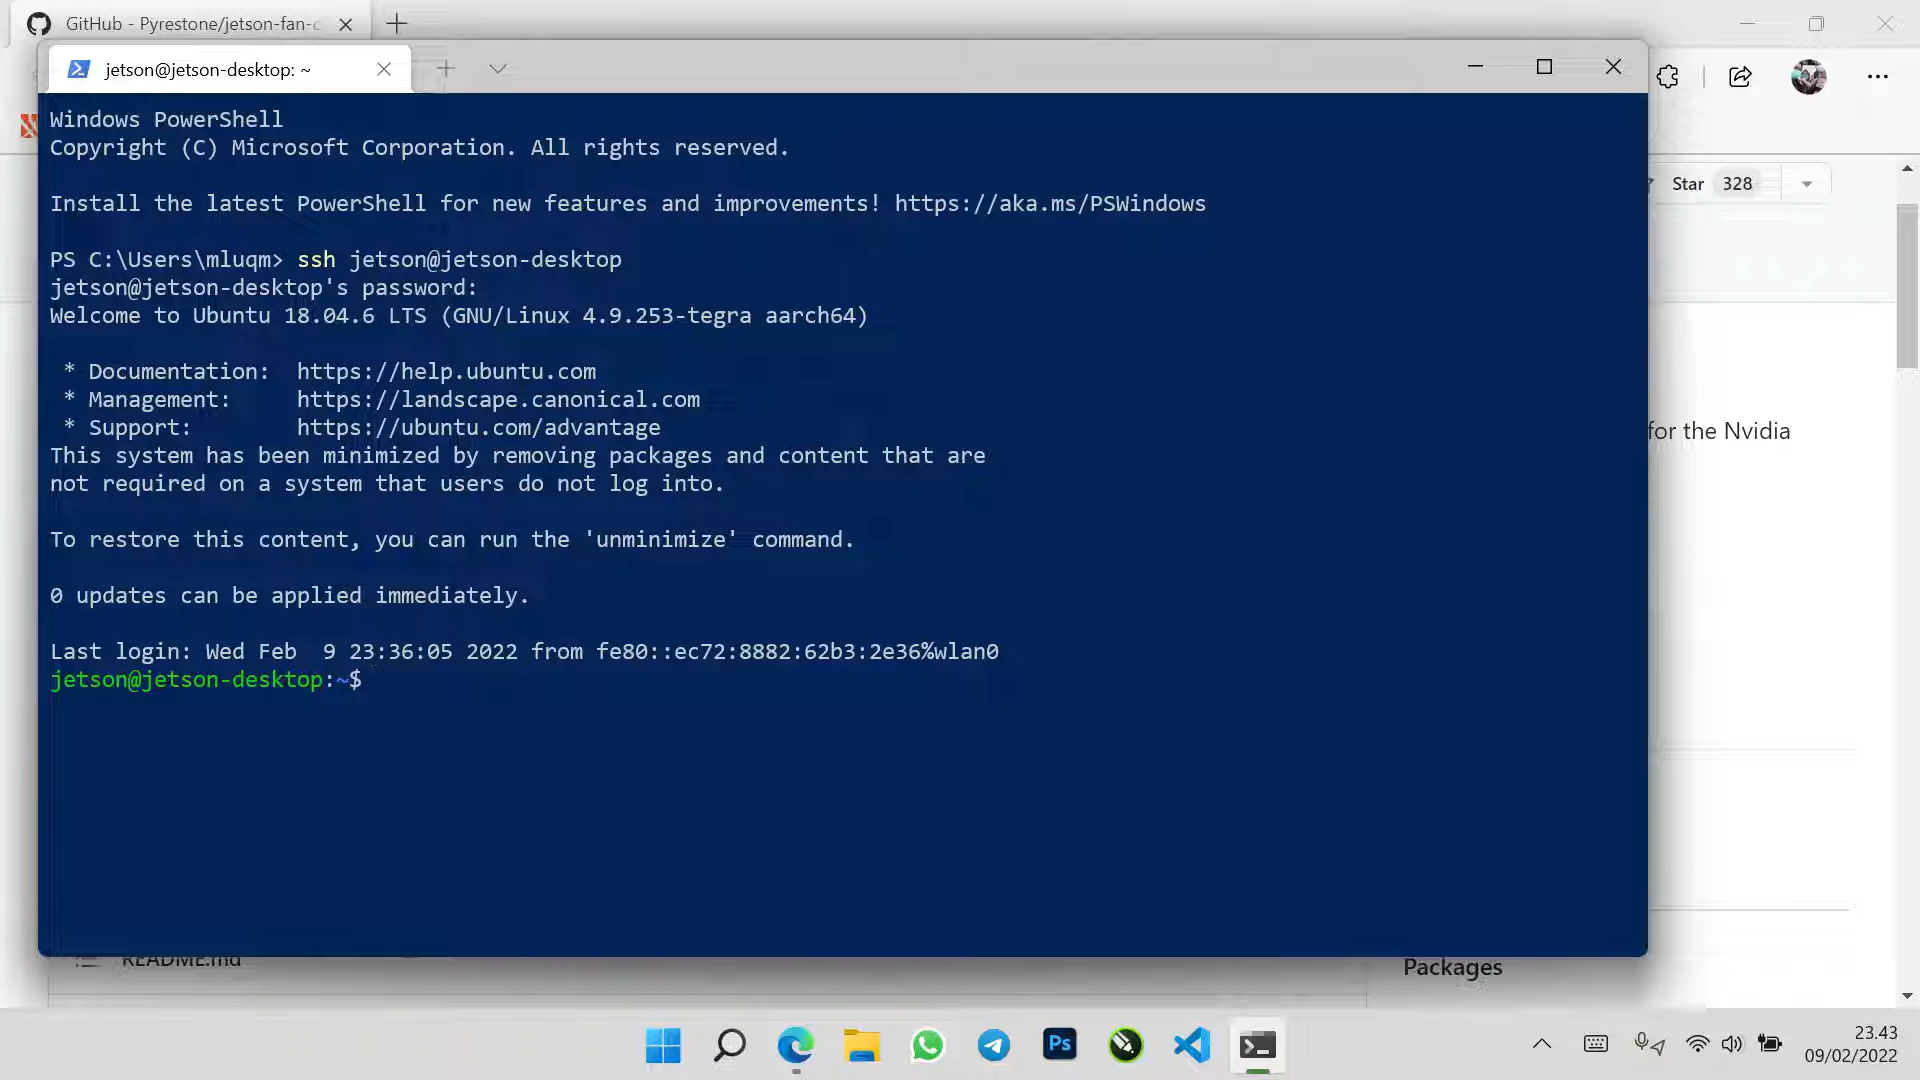 GitHub - Pyrestone/jetson-fan-c
jetson@jetson-desktop: ~
Windows PowerShell
Copyright (C) Microsoft Corporation. All rights reserved.
Install the latest PowerShell for new features and improvements! https://aka.ms/PSWindows
PS C:\Users\mluqm> ssh jetson@jetson-desktop
jetson@jetson-desktop's password:
Welcome to Ubuntu 18.04.6 LTS (GNU/Linux 4.9.253-tegra aarch64)
* Documentation:  https://help.ubuntu.com
* Management:     https://landscape.canonical.com
* Support:        https://ubuntu.com/advantage
This system has been minimized by removing packages and content that are
not required on a system that users do not log into.
To restore this content, you can run the 'unminimize' command.
0 updates can be applied immediately.
Last login: Wed Feb  9 23:36:05 2022 from fe80::ec72:8882:62b3:2e36%wlan0
jetson@jetson-desktop:~$
Star 328
for the Nvidia
README.md
Packages
Ps
23.43
09/02/2022